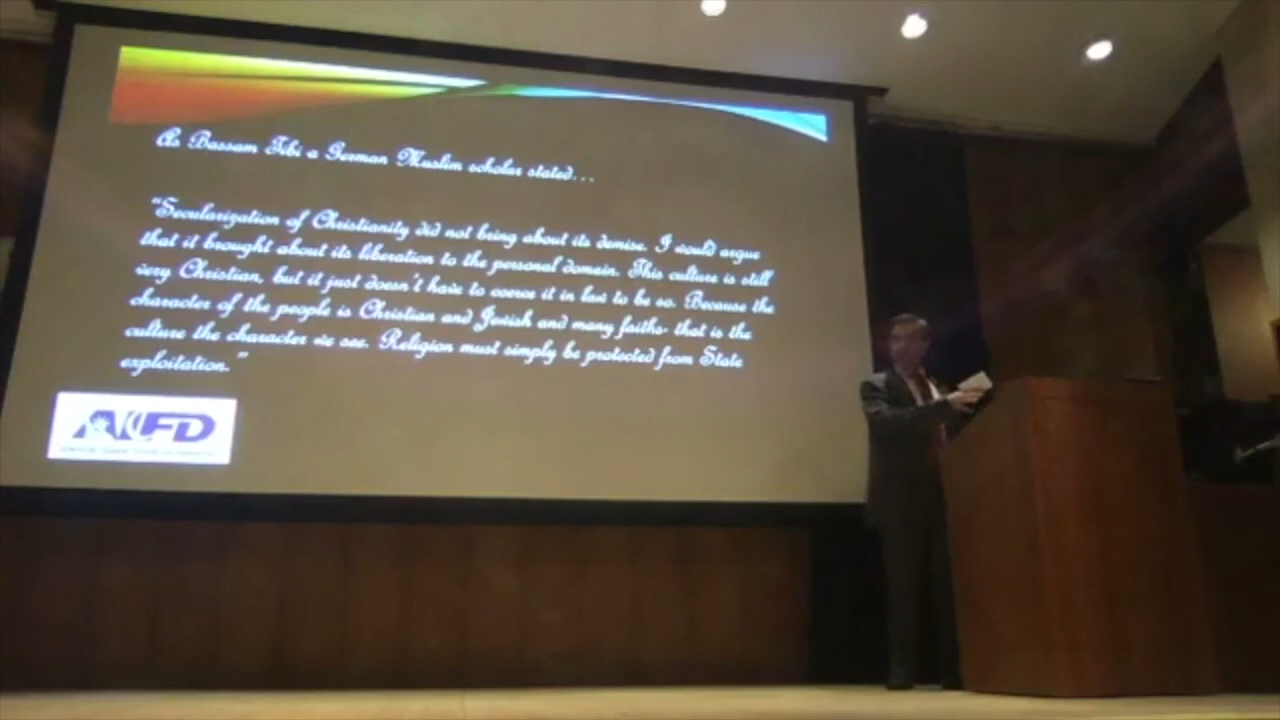 As Bassam Tibi a German Muslim scholar stated...
“Secularization of Christianity did not bring about its demise. I would argue
that it brought about its liberation to the personal domain. This culture is still
very Christian, but it just doesn't have to coerce it in law to be so. Because the
character of the people is Christian and Jewish and many faiths- that is the
culture the character we see. Religion must simply be protected from State
exploitation.”
AIFD